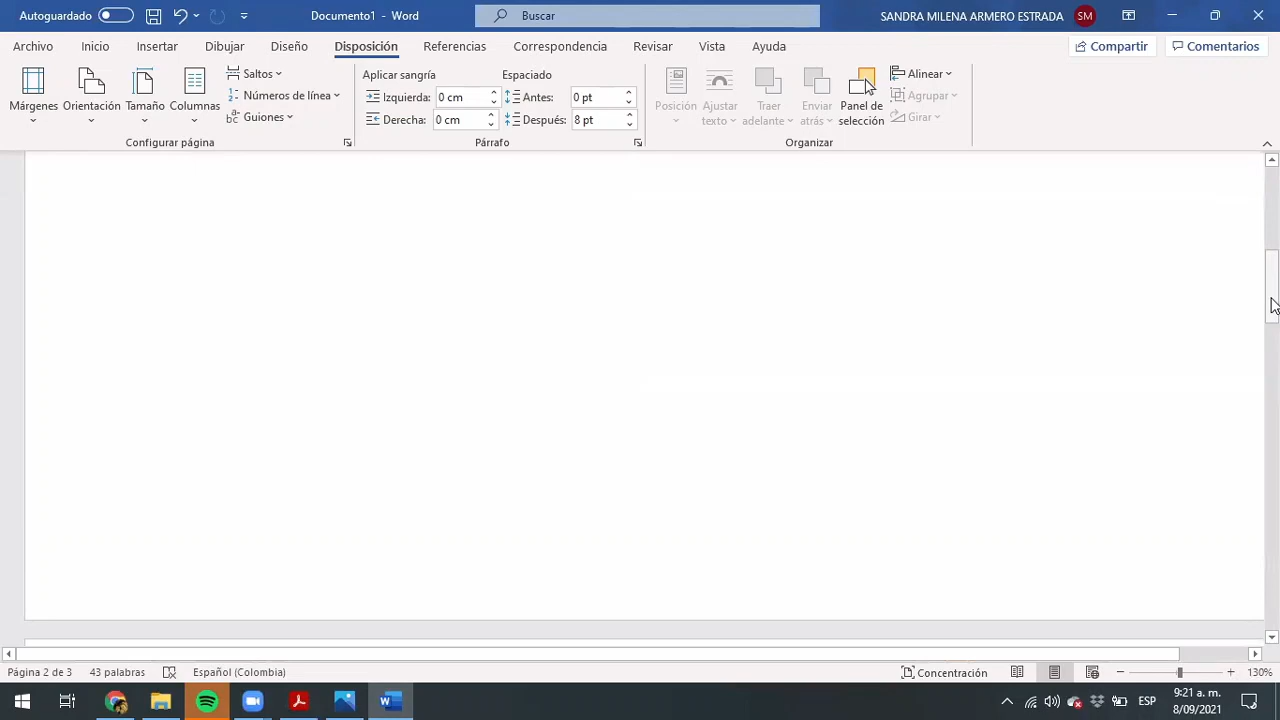 Autoguardado
Documento1 - Word
Buscar
SANDRA MILENA ARMERO ESTRADA
SM
Archivo Inicio Insertar Dibujar Diseño Disposición Referencias Correspondencia Revisar Vista Ayuda
Compartir
Comentarios
Márgenes
Orientación
Tamaño
Columnas
Saltos
Números de línea
Guiones
Configurar página
Aplicar sangría
Izquierda: 0 cm
Derecha: 0 cm
Espaciado
Antes: 0 pt
Después: 8 pt
Párrafo
Posición
Ajustar
texto
Traer
adelante
Enviar
atrás
Panel de
selección
Alinear
Agrupar
Girar
Organizar
Página 2 de 3
43 palabras
Español (Colombia)
Concentración
130%
ESP
9:21 a. m.
8/09/2021